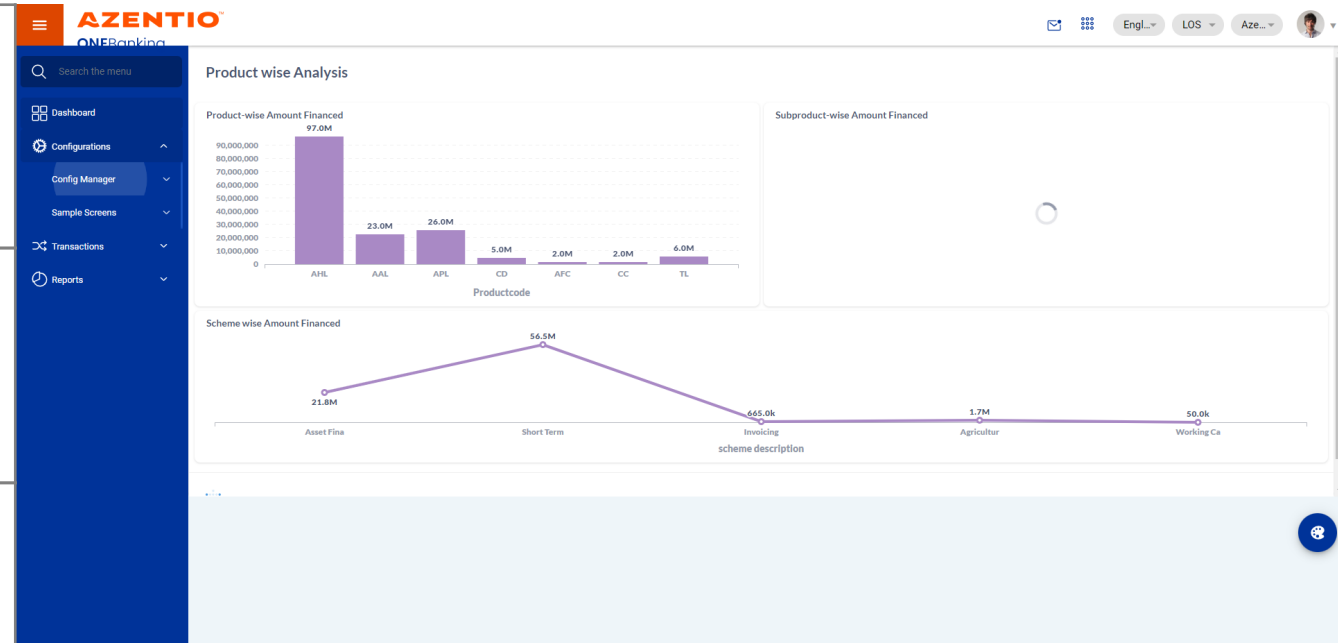 AZENTIO™
ONEBanking
Engl...
LOS
Aze...
Search the menu
Dashboard
Configurations
Config Manager
Sample Screens
Transactions
Reports
Product wise Analysis
Product-wise Amount Financed
97.0M
90,000,000
80,000,000
70,000,000
60,000,000
50,000,000
40,000,000
30,000,000
20,000,000
10,000,000
0
23.0M
26.0M
5.0M
2.0M
2.0M
6.0M
AHL AAL APL CD AFC CC TL
Productcode
Subproduct-wise Amount Financed
Scheme wise Amount Financed
56.5M
21.8M
665.0k
1.7M
50.0k
Asset Fina Short Term Invoicing Agricultur Working Ca
scheme description